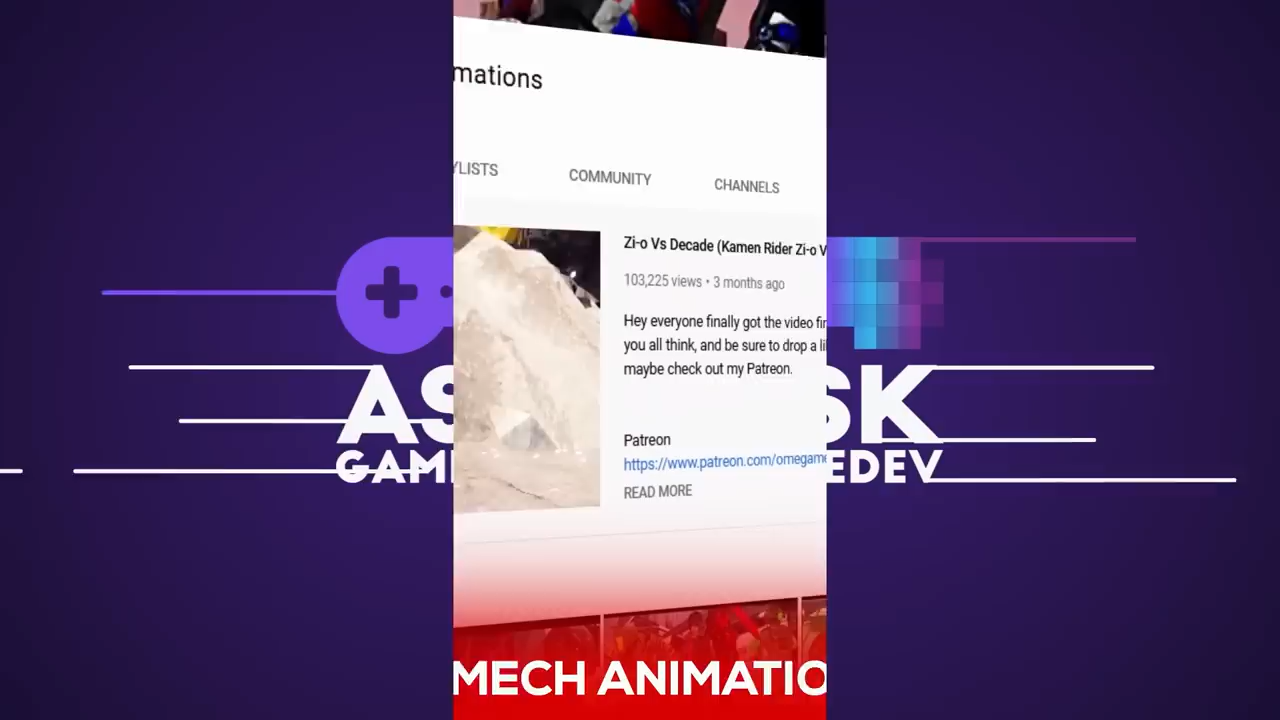 mations
YLISTS COMMUNITY CHANNELS
Zi-o Vs Decade (Kamen Rider Zi-o V
103,225 views • 3 months ago
Hey everyone finally got the video fin
you all think, and be sure to drop a li
maybe check out my Patreon.
Patreon
https://www.patreon.com/omegame
READ MORE
AS SK
GAM EDEV
MECH ANIMATIO